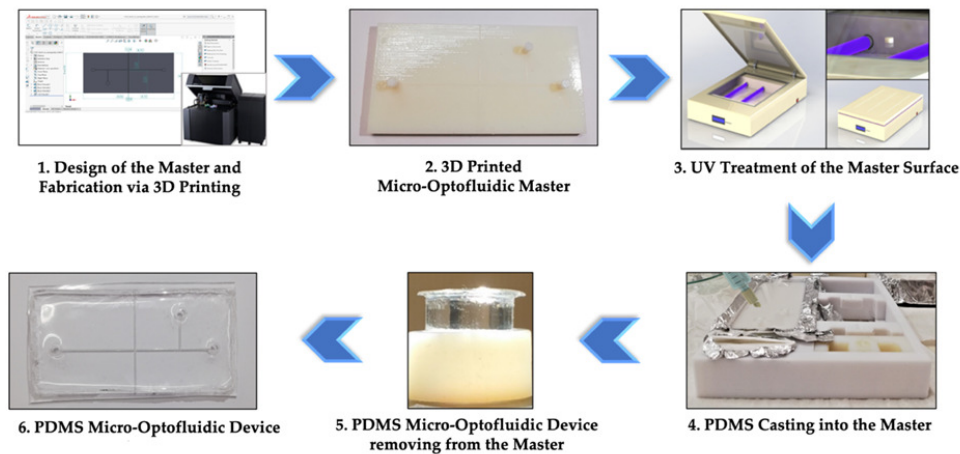 1. Design of the Master and
Fabrication via 3D Printing
2. 3D Printed
Micro-Optofluidic Master
3. UV Treatment of the Master Surface
6. PDMS Micro-Optofluidic Device
5. PDMS Micro-Optofluidic Device
removing from the Master
4. PDMS Casting into the Master